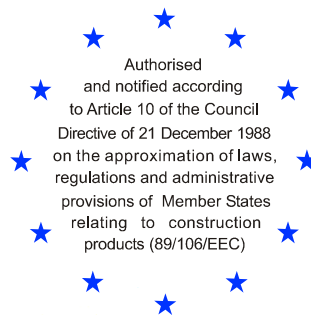 Authorised
and notified according
to Article 10 of the Council
Directive of 21 December 1988
on the approximation of laws,
regulations and administrative
provisions of Member States
relating to construction
products (89/106/EEC)